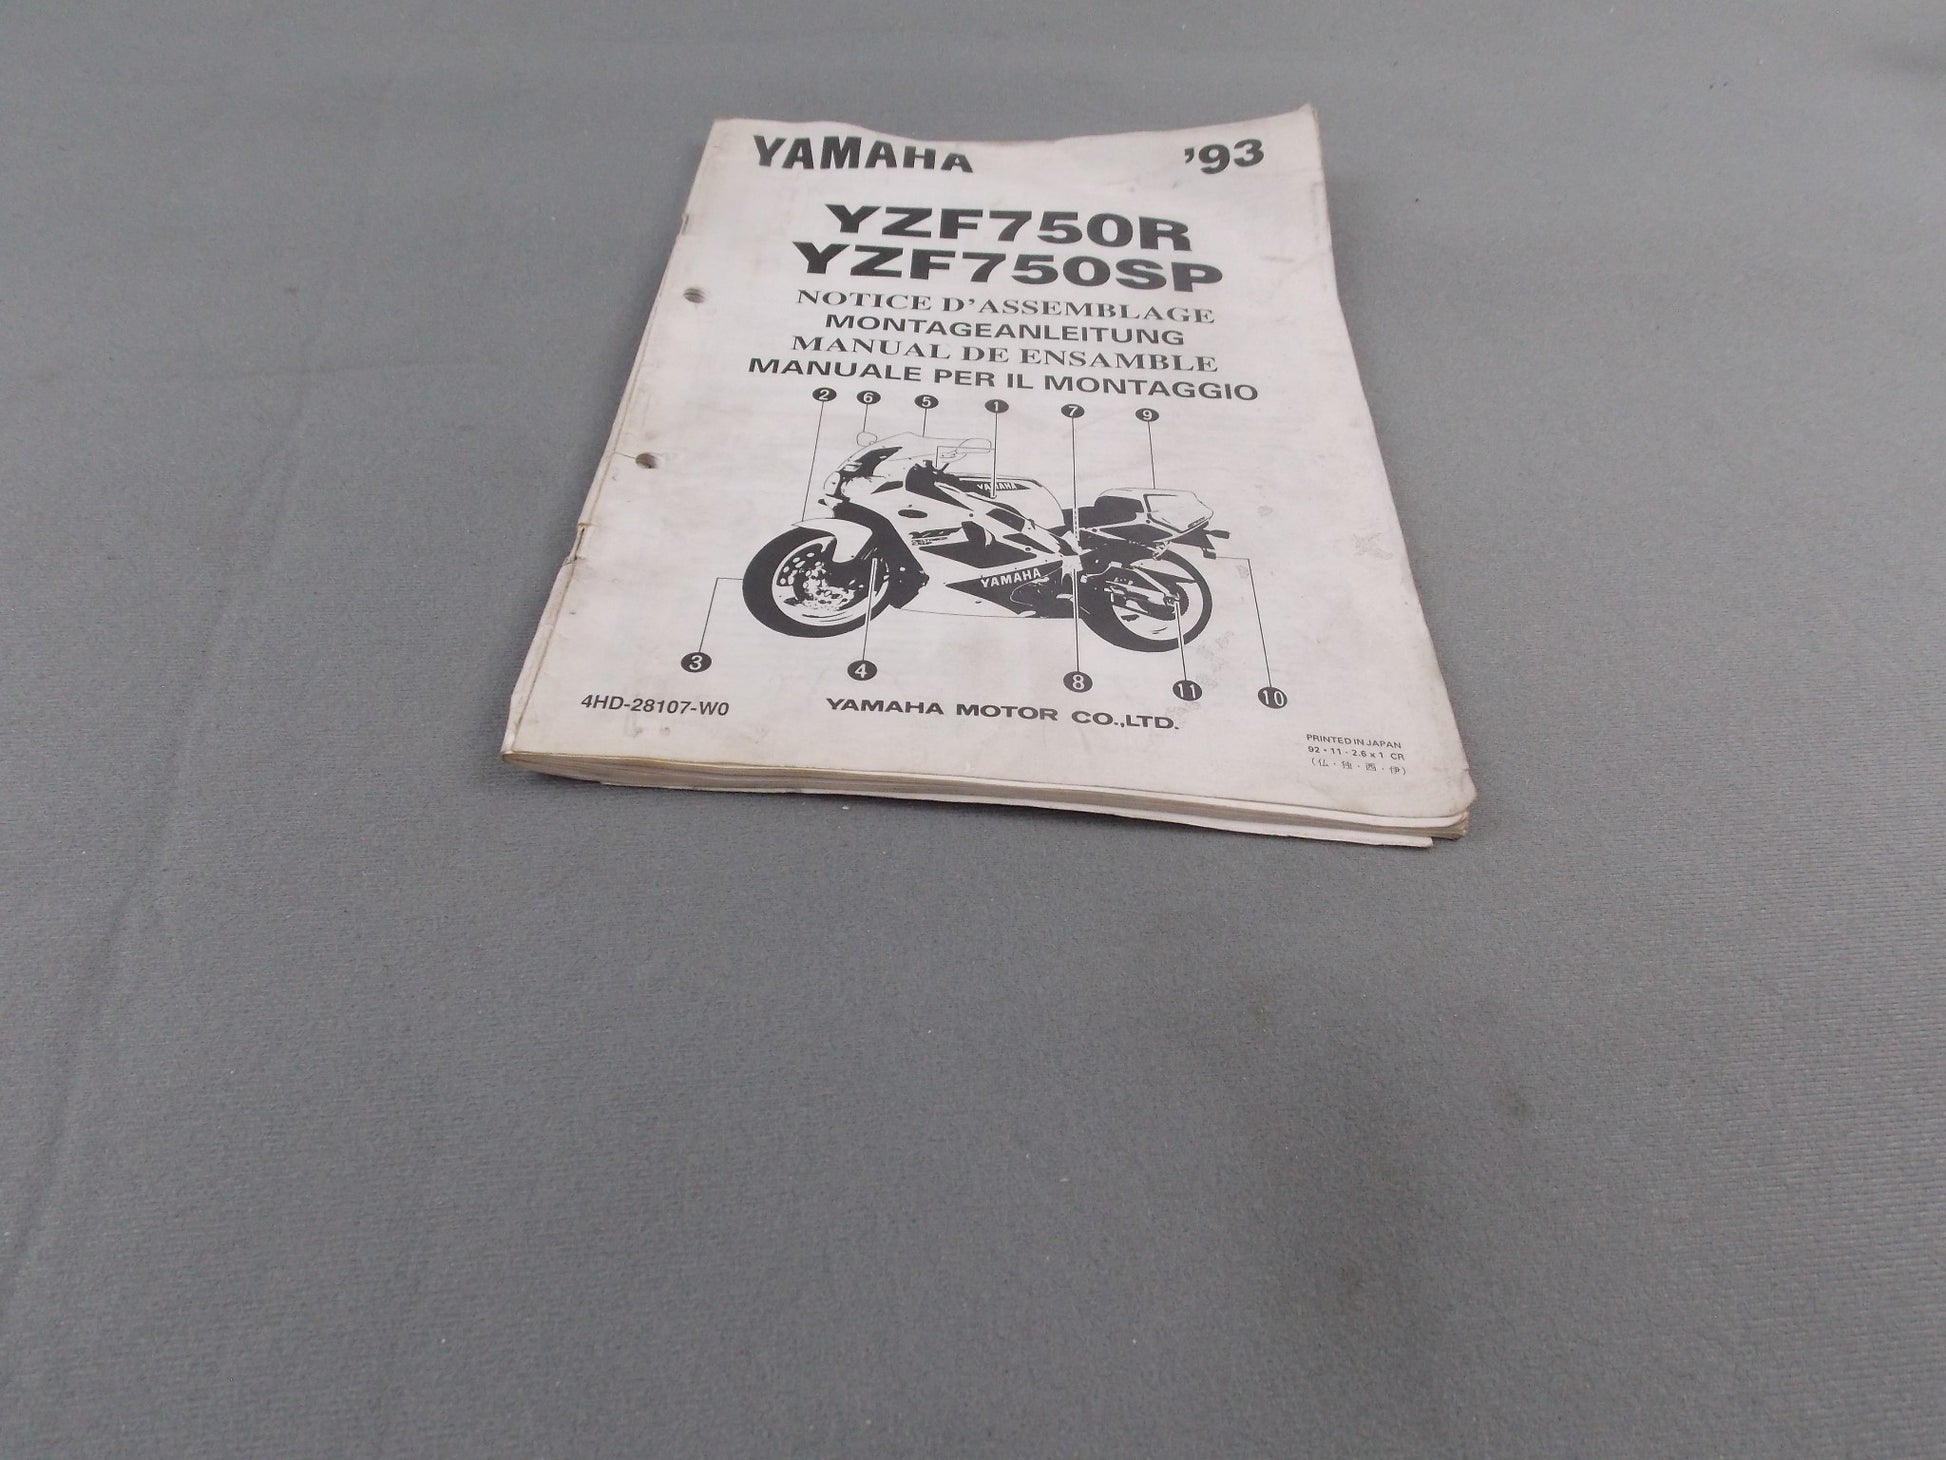 YAMAHA '93
YZF750R
YZF750SP
NOTICE D'ASSEMBLAGE
MONTAGEANLEITUNG
MANUAL DE ENSAMBLE
MANUALE PER IL MONTAGGIO
2 6 5 1 7 9
YAMAHA
YAMAHA
3 4 8 11 10
4HD-28107-W0 YAMAHA MOTOR CO.,LTD.
PRINTED IN JAPAN
92・11・2.6×1 CR
(仏・独・西・伊)